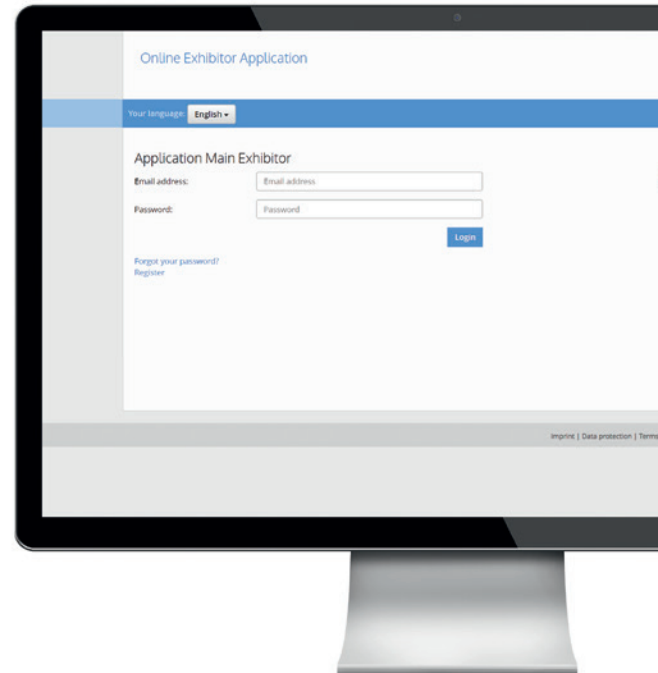 Online Exhibitor Application
Your language: English
Application Main Exhibitor
Email address: Email address
Password: Password
Login
Forgot your password?
Register
Imprint | Data protection | Terms